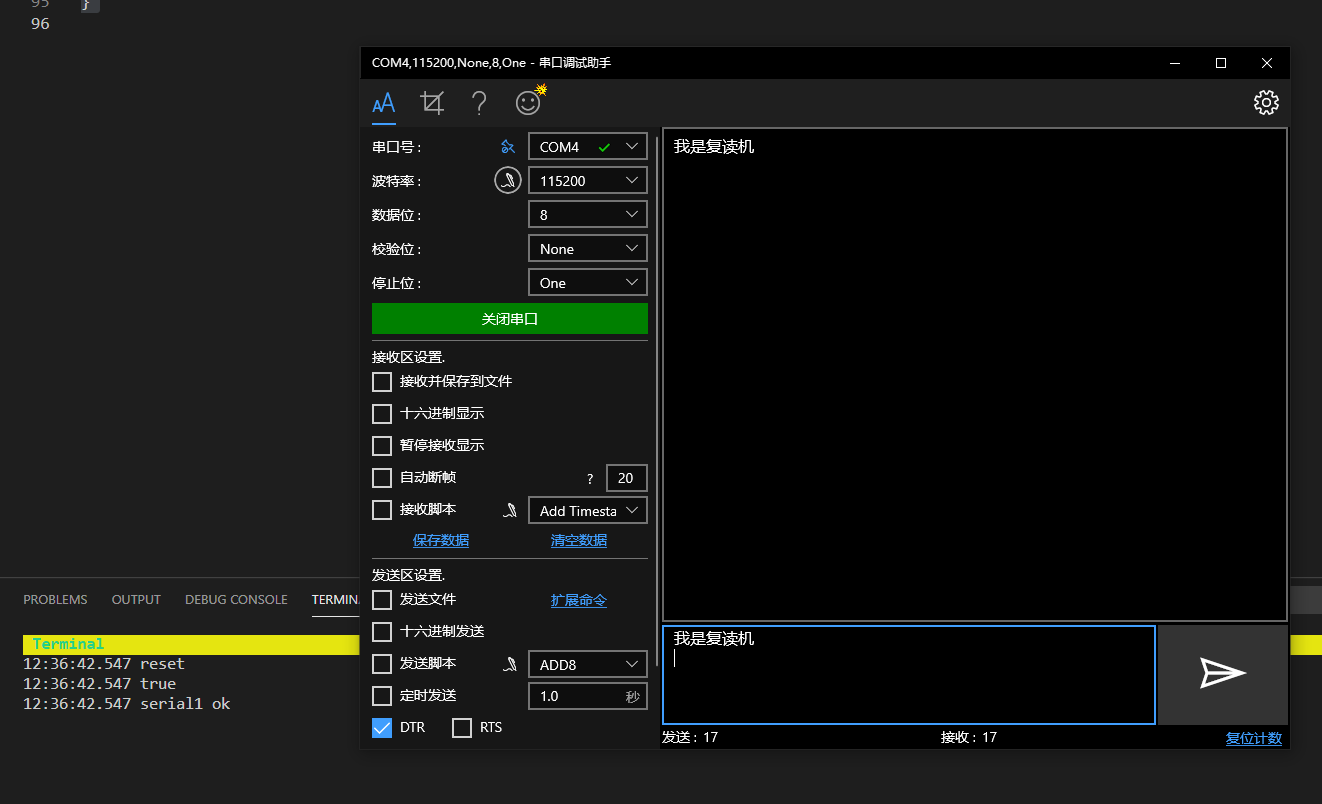 95 }
96
COM4,115200,None,8,One - 串口调试助手
串口号 : COM4
波特率 : 115200
数据位 : 8
校验位 : None
停止位 : One
关闭串口
接收区设置.
接收并保存到文件
十六进制显示
暂停接收显示
自动断帧 ? 20
接收脚本 Add Timesta
保存数据 清空数据
发送区设置.
发送文件 扩展命令
十六进制发送
发送脚本 ADD8
定时发送 1.0 秒
DTR RTS
我是复读机
我是复读机
发送 : 17 接收 : 17 复位计数
PROBLEMS OUTPUT DEBUG CONSOLE TERMIN
Terminal
12:36:42.547 reset
12:36:42.547 true
12:36:42.547 serial1 ok